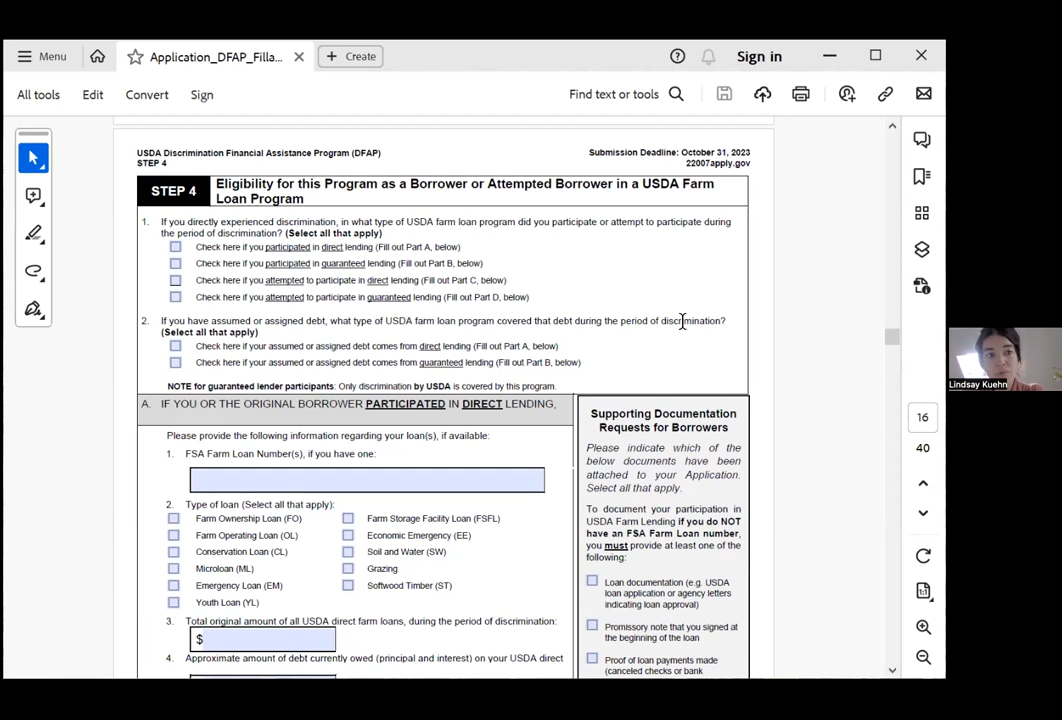 Menu
Application_DFAP_Filla...
Create
Sign in
All tools
Edit
Convert
Sign
Find text or tools
USDA Discrimination Financial Assistance Program (DFAP)
STEP 4
Submission Deadline: October 31, 2023
22007apply.gov
STEP 4
Eligibility for this Program as a Borrower or Attempted Borrower in a USDA Farm
Loan Program
1. If you directly experienced discrimination, in what type of USDA farm loan program did you participate or attempt to participate during
the period of discrimination? (Select all that apply)
Check here if you participated in direct lending (Fill out Part A, below)
Check here if you participated in guaranteed lending (Fill out Part B, below)
Check here if you attempted to participate in direct lending (Fill out Part C, below)
Check here if you attempted to participate in guaranteed lending (Fill out Part D, below)
2. If you have assumed or assigned debt, what type of USDA farm loan program covered that debt during the period of discrimination?
(Select all that apply)
Check here if your assumed or assigned debt comes from direct lending (Fill out Part A, below)
Check here if your assumed or assigned debt comes from guaranteed lending (Fill out Part B, below)
NOTE for guaranteed lender participants: Only discrimination by USDA is covered by this program.
A. IF YOU OR THE ORIGINAL BORROWER PARTICIPATED IN DIRECT LENDING,
Please provide the following information regarding your loan(s), if available:
1. FSA Farm Loan Number(s), if you have one:
2. Type of loan (Select all that apply):
Farm Ownership Loan (FO)
Farm Operating Loan (OL)
Conservation Loan (CL)
Microloan (ML)
Emergency Loan (EM)
Youth Loan (YL)
Farm Storage Facility Loan (FSFL)
Economic Emergency (EE)
Soil and Water (SW)
Grazing
Softwood Timber (ST)
3. Total original amount of all USDA direct farm loans, during the period of discrimination:
$
4. Approximate amount of debt currently owed (principal and interest) on your USDA direct
Supporting Documentation
Requests for Borrowers
Please indicate which of the
below documents have been
attached to your Application.
Select all that apply.
To document your participation in
USDA Farm Lending if you do NOT
have an FSA Farm Loan number,
you must provide at least one of the
following:
Loan documentation (e.g. USDA
loan application or agency letters
indicating loan approval)
Promissory note that you signed at
the beginning of the loan
Proof of loan payments made
(canceled checks or bank
16
40
1:1
Lindsay Kuehn